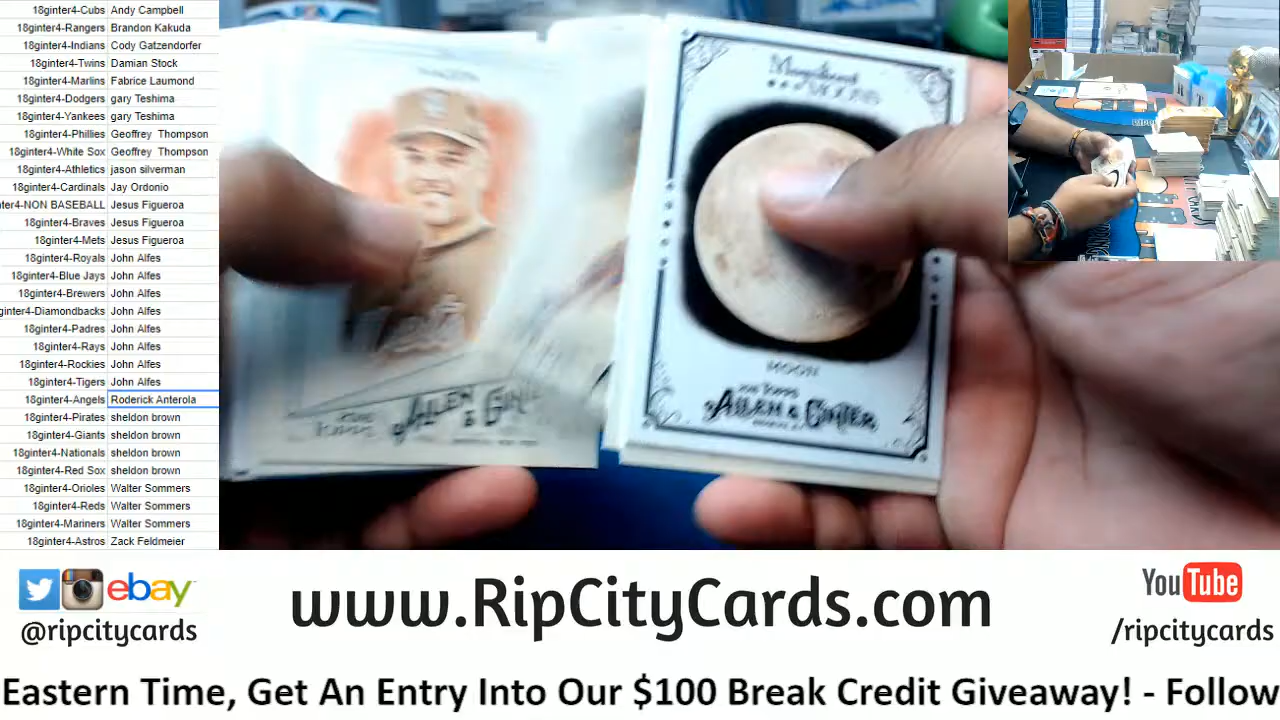 18ginter4-Cubs Andy Campbell
18ginter4-Rangers Brandon Kakuda
18ginter4-Indians Cody Gatzendorfer
18ginter4-Twins Damian Stock
18ginter4-Marlins Fabrice Laumond
18ginter4-Dodgers gary Teshima
18ginter4-Yankees gary Teshima
18ginter4-Phillies Geoffrey Thompson
18ginter4-White Sox Geoffrey Thompson
18ginter4-Athletics jason silverman
18ginter4-Cardinals Jay Ordonio
nter4-NON BASEBALL Jesus Figueroa
18ginter4-Braves Jesus Figueroa
18ginter4-Mets Jesus Figueroa
18ginter4-Royals John Alfes
18ginter4-Blue Jays John Alfes
18ginter4-Brewers John Alfes
ginter4-Diamondbacks John Alfes
18ginter4-Padres John Alfes
18ginter4-Rays John Alfes
18ginter4-Rockies John Alfes
18ginter4-Tigers John Alfes
18ginter4-Angels Roderick Anterola
18ginter4-Pirates sheldon brown
18ginter4-Giants sheldon brown
18ginter4-Nationals sheldon brown
18ginter4-Red Sox sheldon brown
18ginter4-Orioles Walter Sommers
18ginter4-Reds Walter Sommers
18ginter4-Mariners Walter Sommers
18ginter4-Astros Zack Feldmeier
MOONS
MOON
Topps
Allen & Ginter
Topps
Allen & Gint
ebay
@ripcitycards
www.RipCityCards.com
YouTube
/ripcitycards
Eastern Time, Get An Entry Into Our $100 Break Credit Giveaway! - Follow